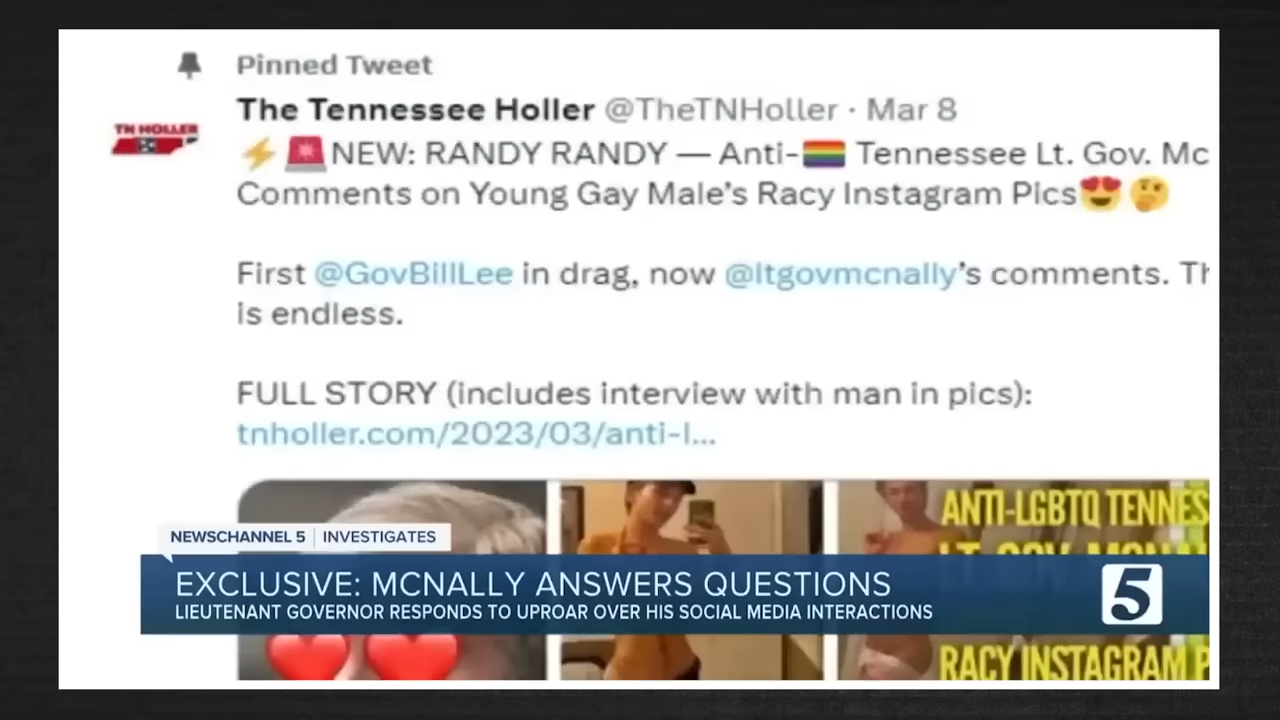 Pinned Tweet
The Tennessee Holler @TheTNHoller · Mar 8
TN HOLLER
⚡🚨NEW: RANDY RANDY — Anti-🏳️‍🌈 Tennessee Lt. Gov. Mc
Comments on Young Gay Male's Racy Instagram Pics😍🤔
First @GovBillLee in drag, now @ltgovmcnally's comments. Th
is endless.
FULL STORY (includes interview with man in pics):
tnholler.com/2023/03/anti-l...
ANTI-LGBTQ TENNES
NEWSCHANNEL 5 | INVESTIGATES
EXCLUSIVE: MCNALLY ANSWERS QUESTIONS
LIEUTENANT GOVERNOR RESPONDS TO UPROAR OVER HIS SOCIAL MEDIA INTERACTIONS
5
RACY INSTAGRAM P